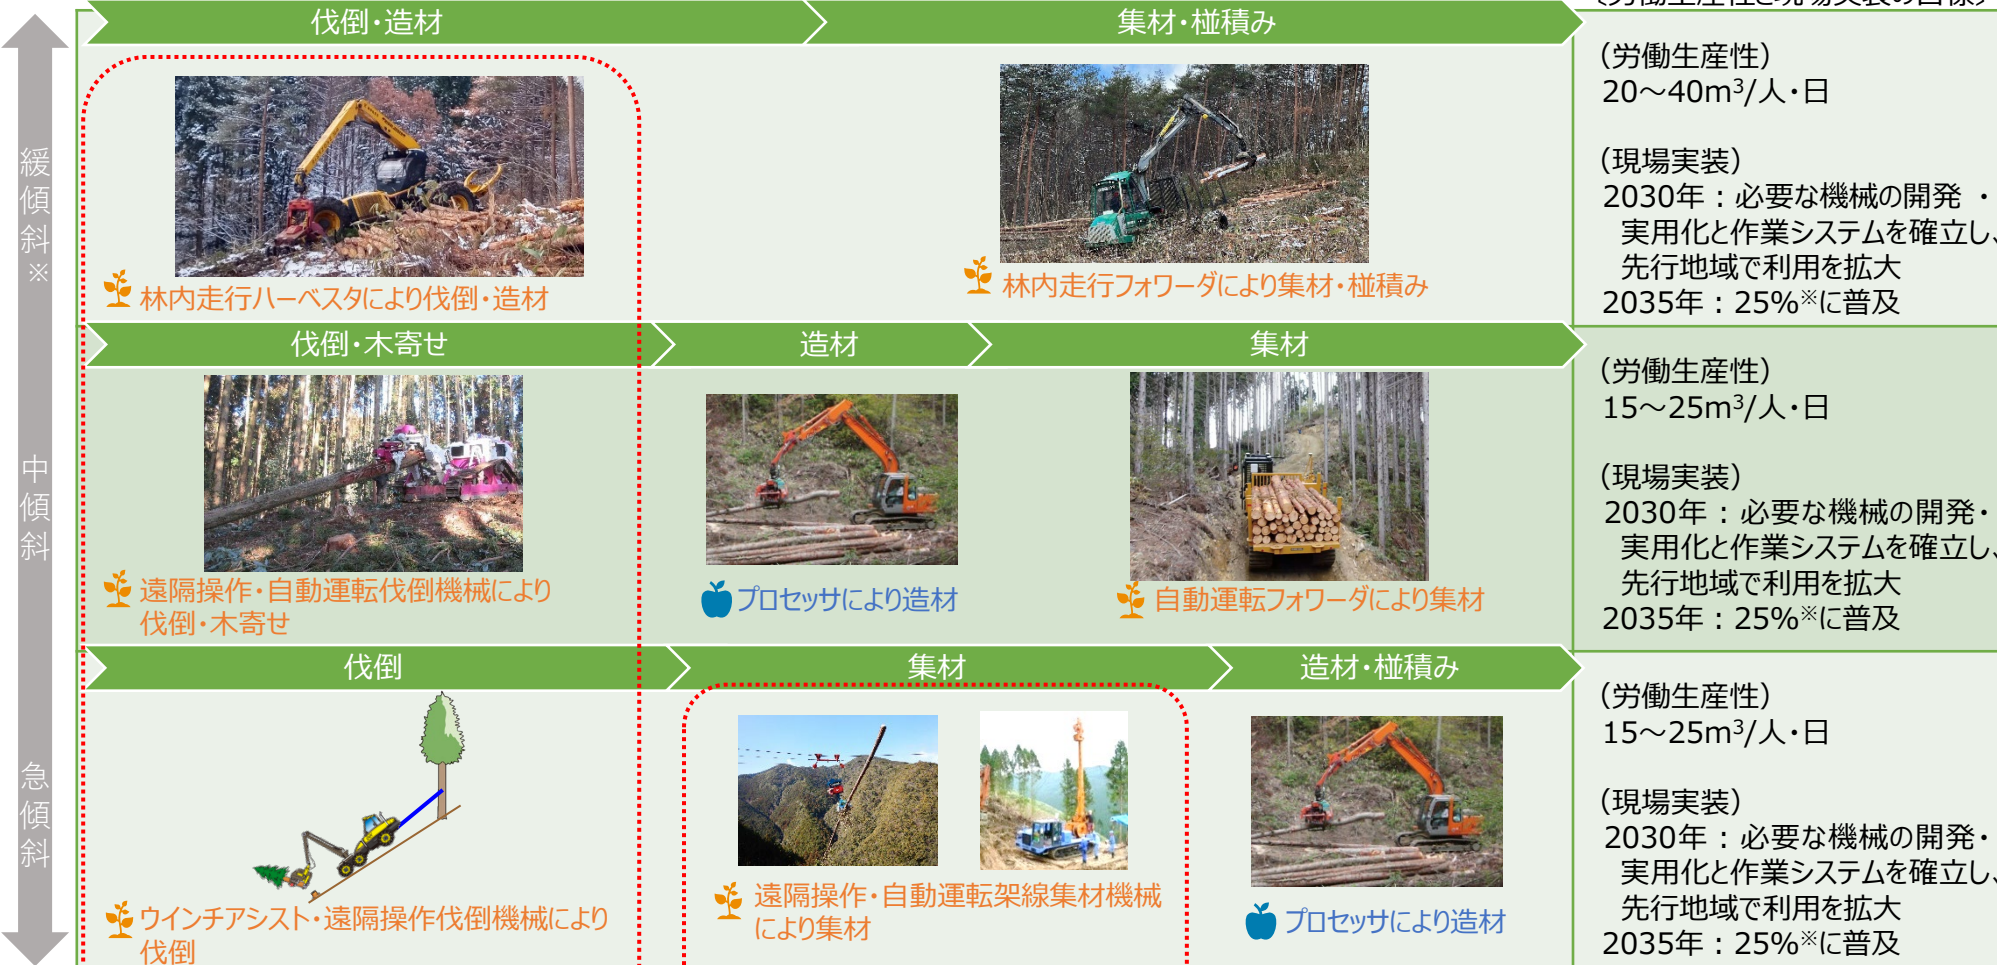 伐倒・造材
集材・椪積み
(労働生産性)
20～40m³/人・日
(現場実装)
2030年：必要な機械の開発 ・
実用化と作業システムを確立し、
先行地域で利用を拡大
2035年：25%※に普及
緩傾斜※
林内走行ハーベスタにより伐倒・造材
林内走行フォワーダにより集材・椪積み
伐倒・木寄せ
造材
集材
(労働生産性)
15～25m³/人・日
(現場実装)
2030年：必要な機械の開発・
実用化と作業システムを確立し、
先行地域で利用を拡大
2035年：25%※に普及
中傾斜
遠隔操作・自動運転伐倒機械により
伐倒・木寄せ
プロセッサにより造材
自動運転フォワーダにより集材
伐倒
集材
造材・椪積み
(労働生産性)
15～25m³/人・日
(現場実装)
2030年：必要な機械の開発・
実用化と作業システムを確立し、
先行地域で利用を拡大
2035年：25%※に普及
急傾斜
ウインチアシスト・遠隔操作伐倒機械により
伐倒
遠隔操作・自動運転架線集材機械
により集材
プロセッサにより造材